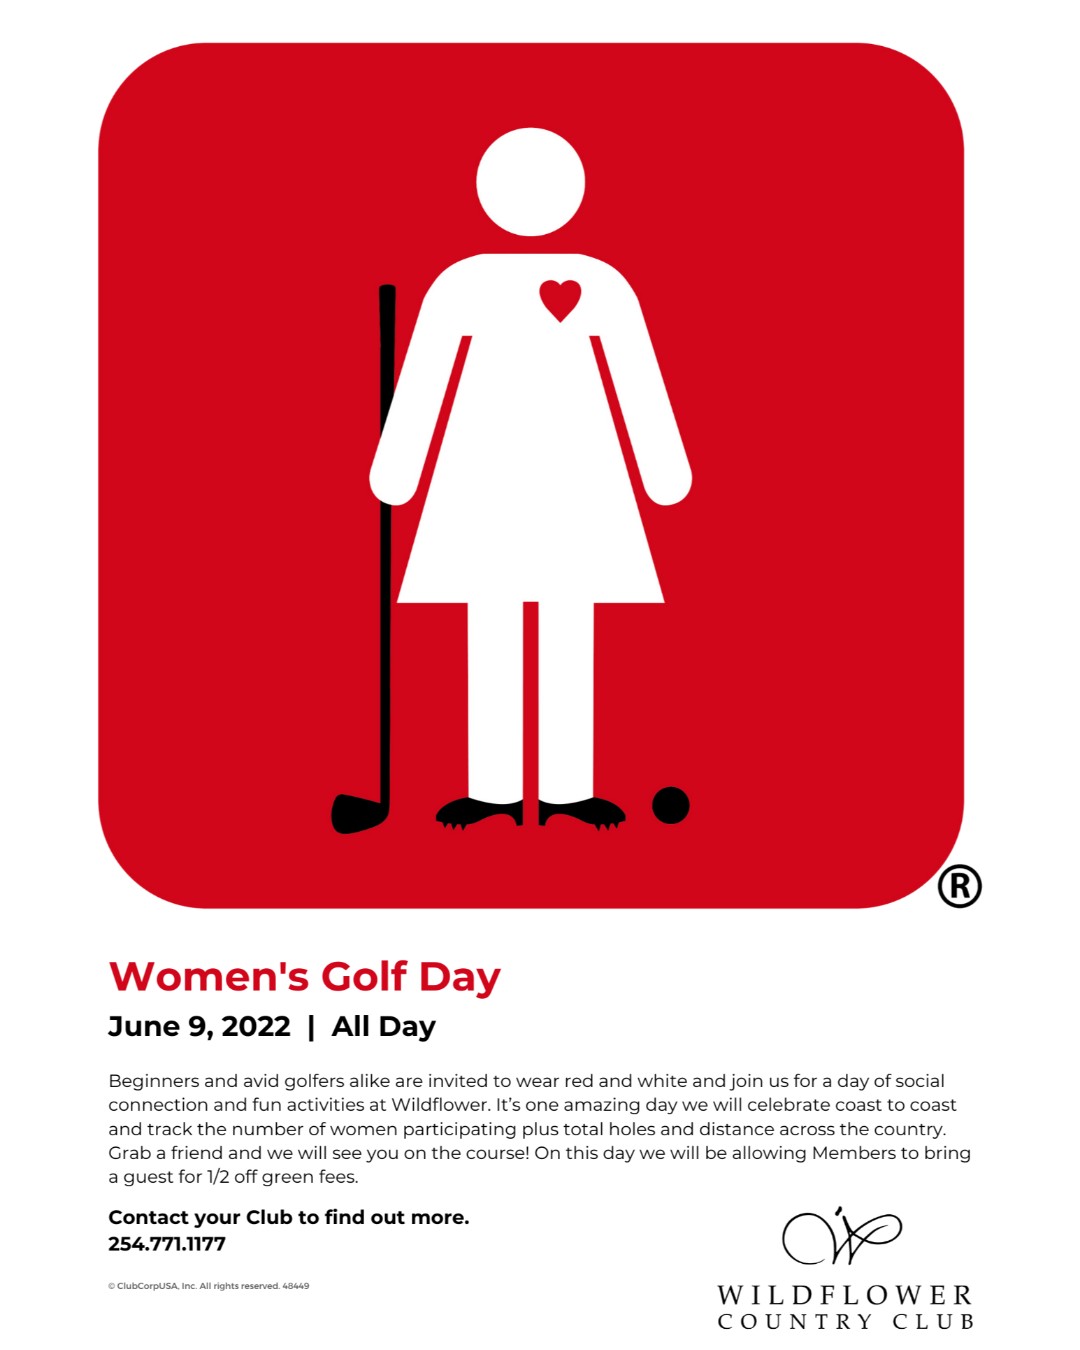 ®
Women's Golf Day
June 9, 2022 | All Day
Beginners and avid golfers alike are invited to wear red and white and join us for a day of social
connection and fun activities at Wildflower. It’s one amazing day we will celebrate coast to coast
and track the number of women participating plus total holes and distance across the country.
Grab a friend and we will see you on the course! On this day we will be allowing Members to bring
a guest for 1/2 off green fees.
Contact your Club to find out more.
254.771.1177
© ClubCorpUSA, Inc. All rights reserved. 48449
W
WILDFLOWER
COUNTRY CLUB